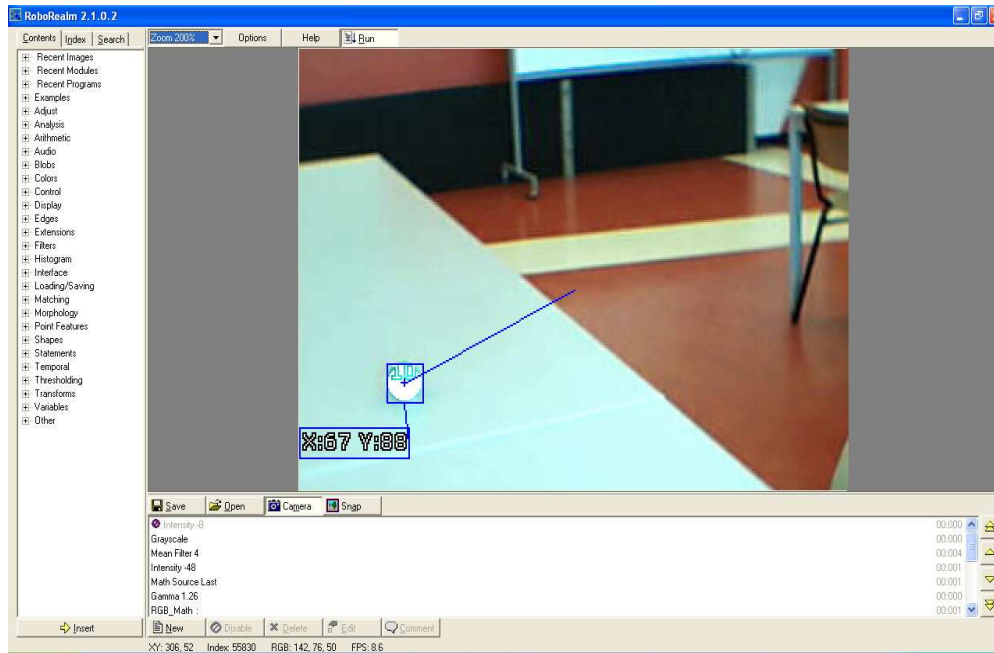 RoboRealm 2.1.0.2
Contents Index Search
Zoom 200% Options Help Run
Recent Images
Recent Modules
Recent Programs
Examples
Adjust
Analysis
Arithmetic
Audio
Blobs
Colors
Control
Display
Edges
Extensions
Filters
Histogram
Interface
Loading/Saving
Matching
Morphology
Point Features
Shapes
Statements
Temporal
Thresholding
Transforms
Variables
Other
X:67 Y:88
Save Open Camera Snap
Intensity -8 00:000
Grayscale 00:000
Mean Filter 4 00:004
Intensity -48 00:001
Math Source Last 00:001
Gamma 1.26 00:000
RGB_Math : 00:001
Insert New Disable Delete Edit Comment
XY: 306, 52 Index: 55830 RGB: 142, 76, 50 FPS: 8.6